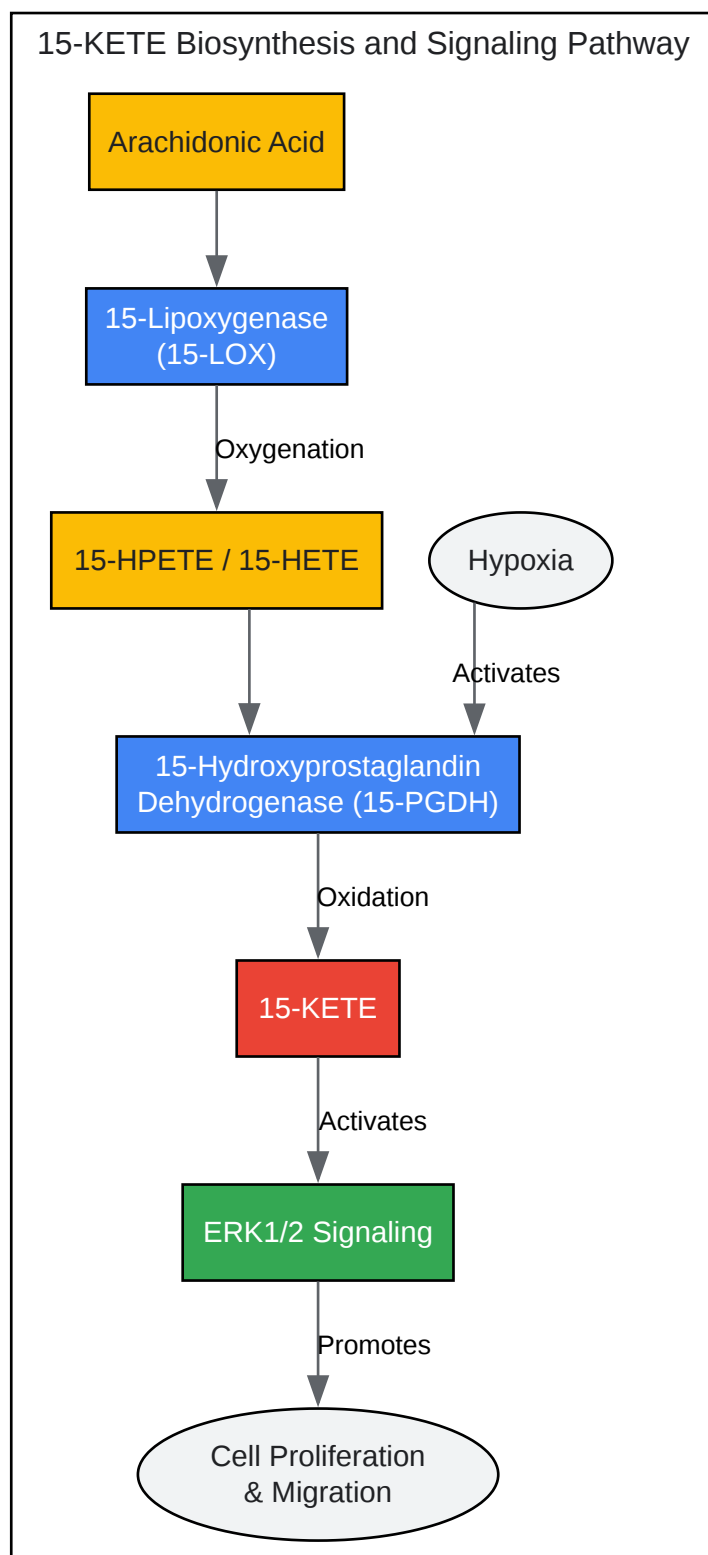 15-KETE Biosynthesis and Signaling Pathway
Arachidonic Acid
15-Lipoxygenase
(15-LOX)
Oxygenation
15-HPETE / 15-HETE
Hypoxia
Activates
15-Hydroxyprostaglandin
Dehydrogenase (15-PGDH)
Oxidation
15-KETE
Activates
ERK1/2 Signaling
Promotes
Cell Proliferation
& Migration